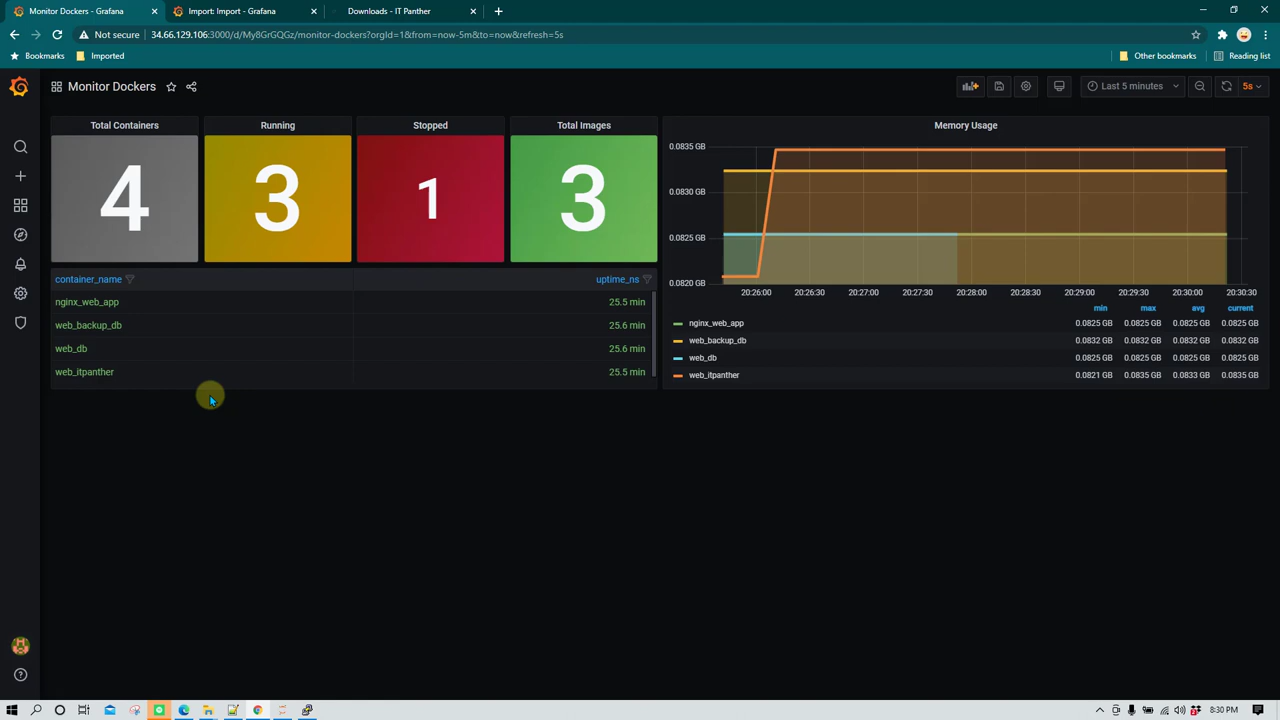 Monitor Dockers - Grafana
Import: Import - Grafana
Downloads - IT Panther
Not secure 34.66.129.106:3000/d/My8GrGQGz/monitor-dockers?orgId=1&from=now-5m&to=now&refresh=5s
Bookmarks Imported Other bookmarks Reading list
Monitor Dockers Last 5 minutes 5s
Total Containers Running Stopped Total Images
4 3 1 3
container_name uptime_ns
nginx_web_app 25.5 min
web_backup_db 25.6 min
web_db 25.6 min
web_itpanther 25.5 min
Memory Usage
0.0835 GB
0.0830 GB
0.0825 GB
0.0820 GB
20:26:00 20:26:30 20:27:00 20:27:30 20:28:00 20:28:30 20:29:00 20:29:30 20:30:00 20:30:30
min max avg current
nginx_web_app 0.0825 GB 0.0825 GB 0.0825 GB 0.0825 GB
web_backup_db 0.0832 GB 0.0832 GB 0.0832 GB 0.0832 GB
web_db 0.0825 GB 0.0825 GB 0.0825 GB 0.0825 GB
web_itpanther 0.0821 GB 0.0835 GB 0.0833 GB 0.0835 GB
8:30 PM